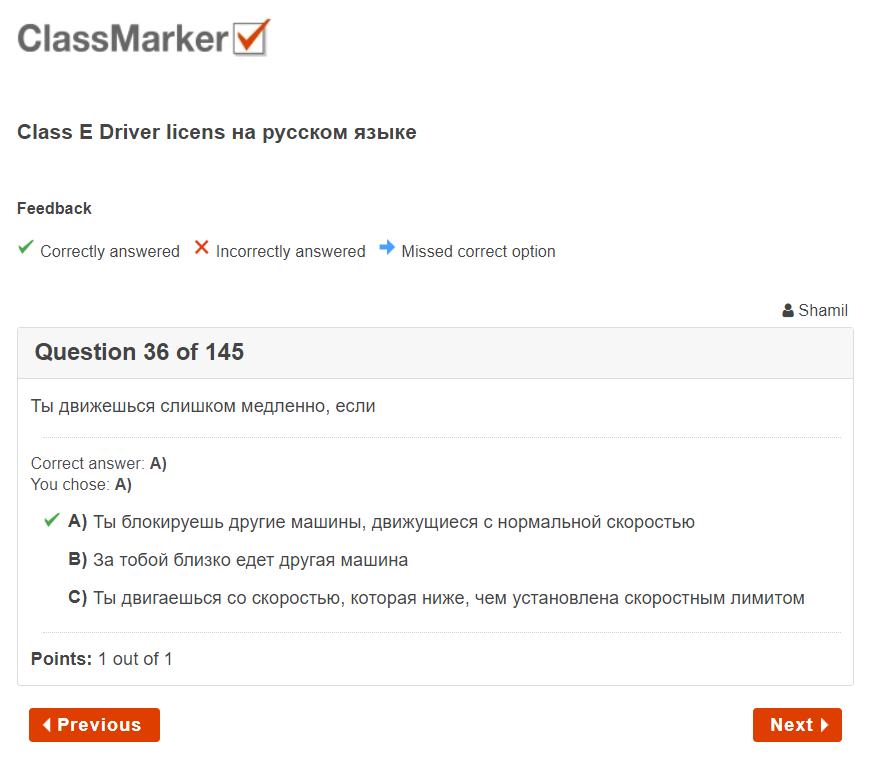 ClassMarker
Class E Driver licens на русском языке
Feedback
Correctly answered Incorrectly answered Missed correct option
Shamil
Question 36 of 145
Ты движешься слишком медленно, если
Correct answer: A)
You chose: A)
A) Ты блокируешь другие машины, движущиеся с нормальной скоростью
B) За тобой близко едет другая машина
C) Ты двигаешься со скоростью, которая ниже, чем установлена скоростным лимитом
Points: 1 out of 1
Previous
Next